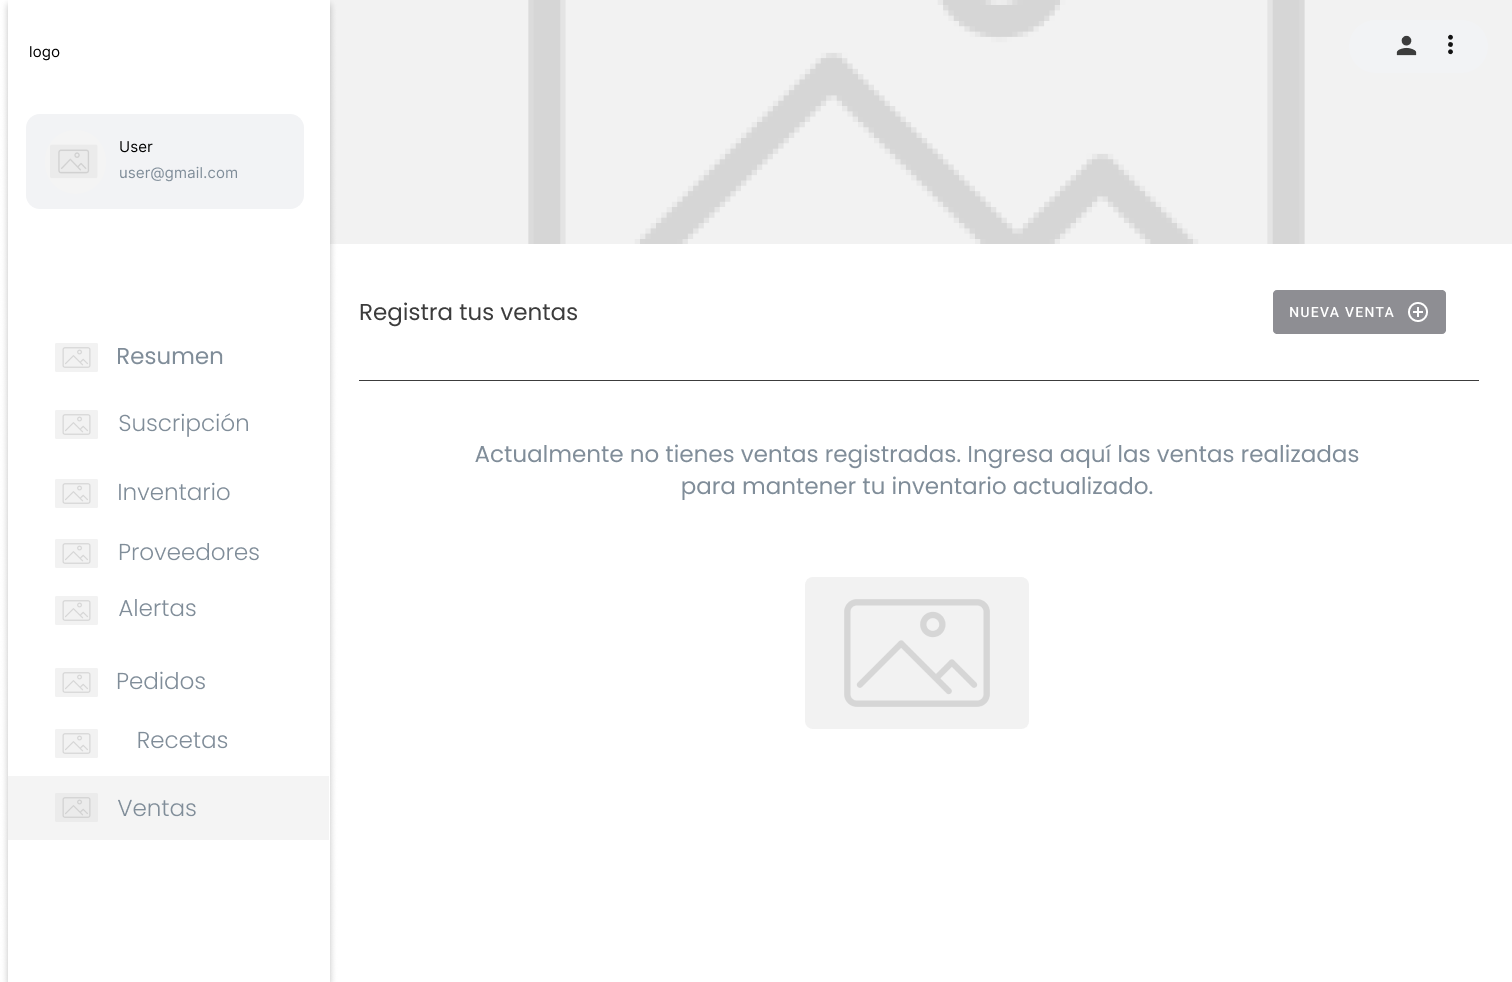 logo
User
user@gmail.com
Resumen
Suscripción
Inventario
Proveedores
Alertas
Pedidos
Recetas
Ventas
Registra tus ventas
NUEVA VENTA
Actualmente no tienes ventas registradas. Ingresa aquí las ventas realizadas
para mantener tu inventario actualizado.